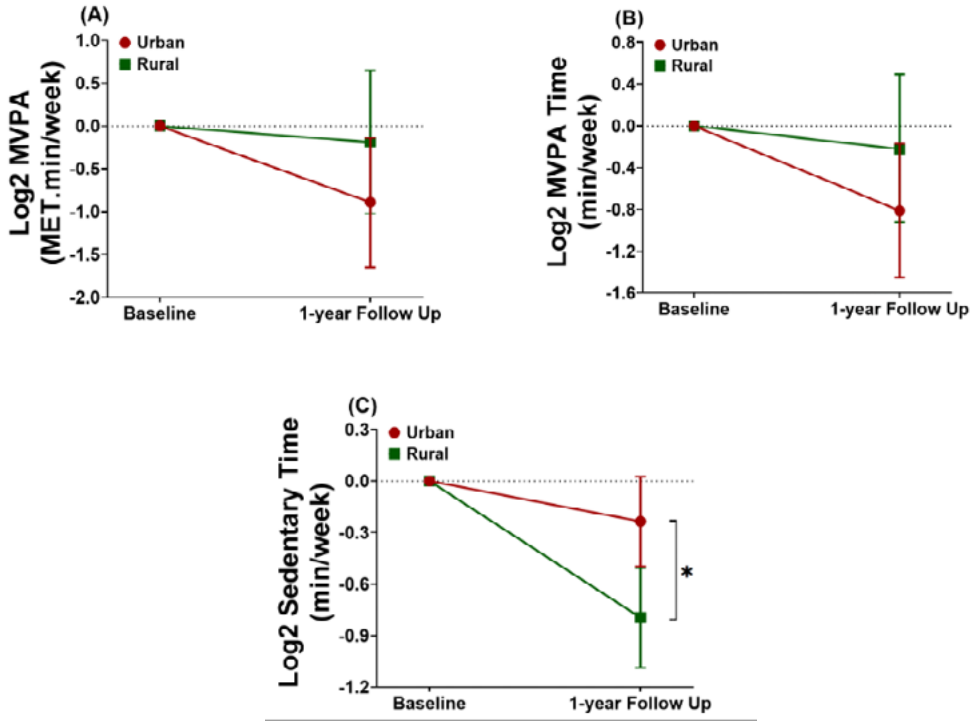 (A)
Log2 MVPA
(MET.min/week)
1.0
0.5
0.0
-0.5
-1.0
-1.5
-2.0
Urban
Rural
Baseline
1-year Follow Up
(B)
Log2 MVPA Time
(min/week)
0.8
0.4
0.0
-0.4
-0.8
-1.2
-1.6
Urban
Rural
Baseline
1-year Follow Up
(C)
Log2 Sedentary Time
(min/week)
0.3
0.0
-0.3
-0.6
-0.9
-1.2
Urban
Rural
*
Baseline
1-year Follow Up